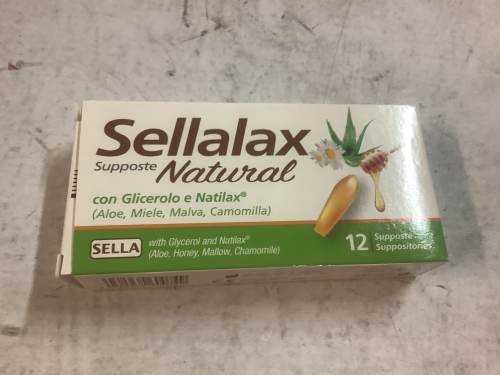 Sellalax
Supposte Natural
con Glicerolo e Natilax®
(Aloe, Miele, Malva, Camomilla)
SELLA
with Glycerol and Natilax®
(Aloe, Honey, Mallow, Chamomile)
12 Supposte
Suppositories